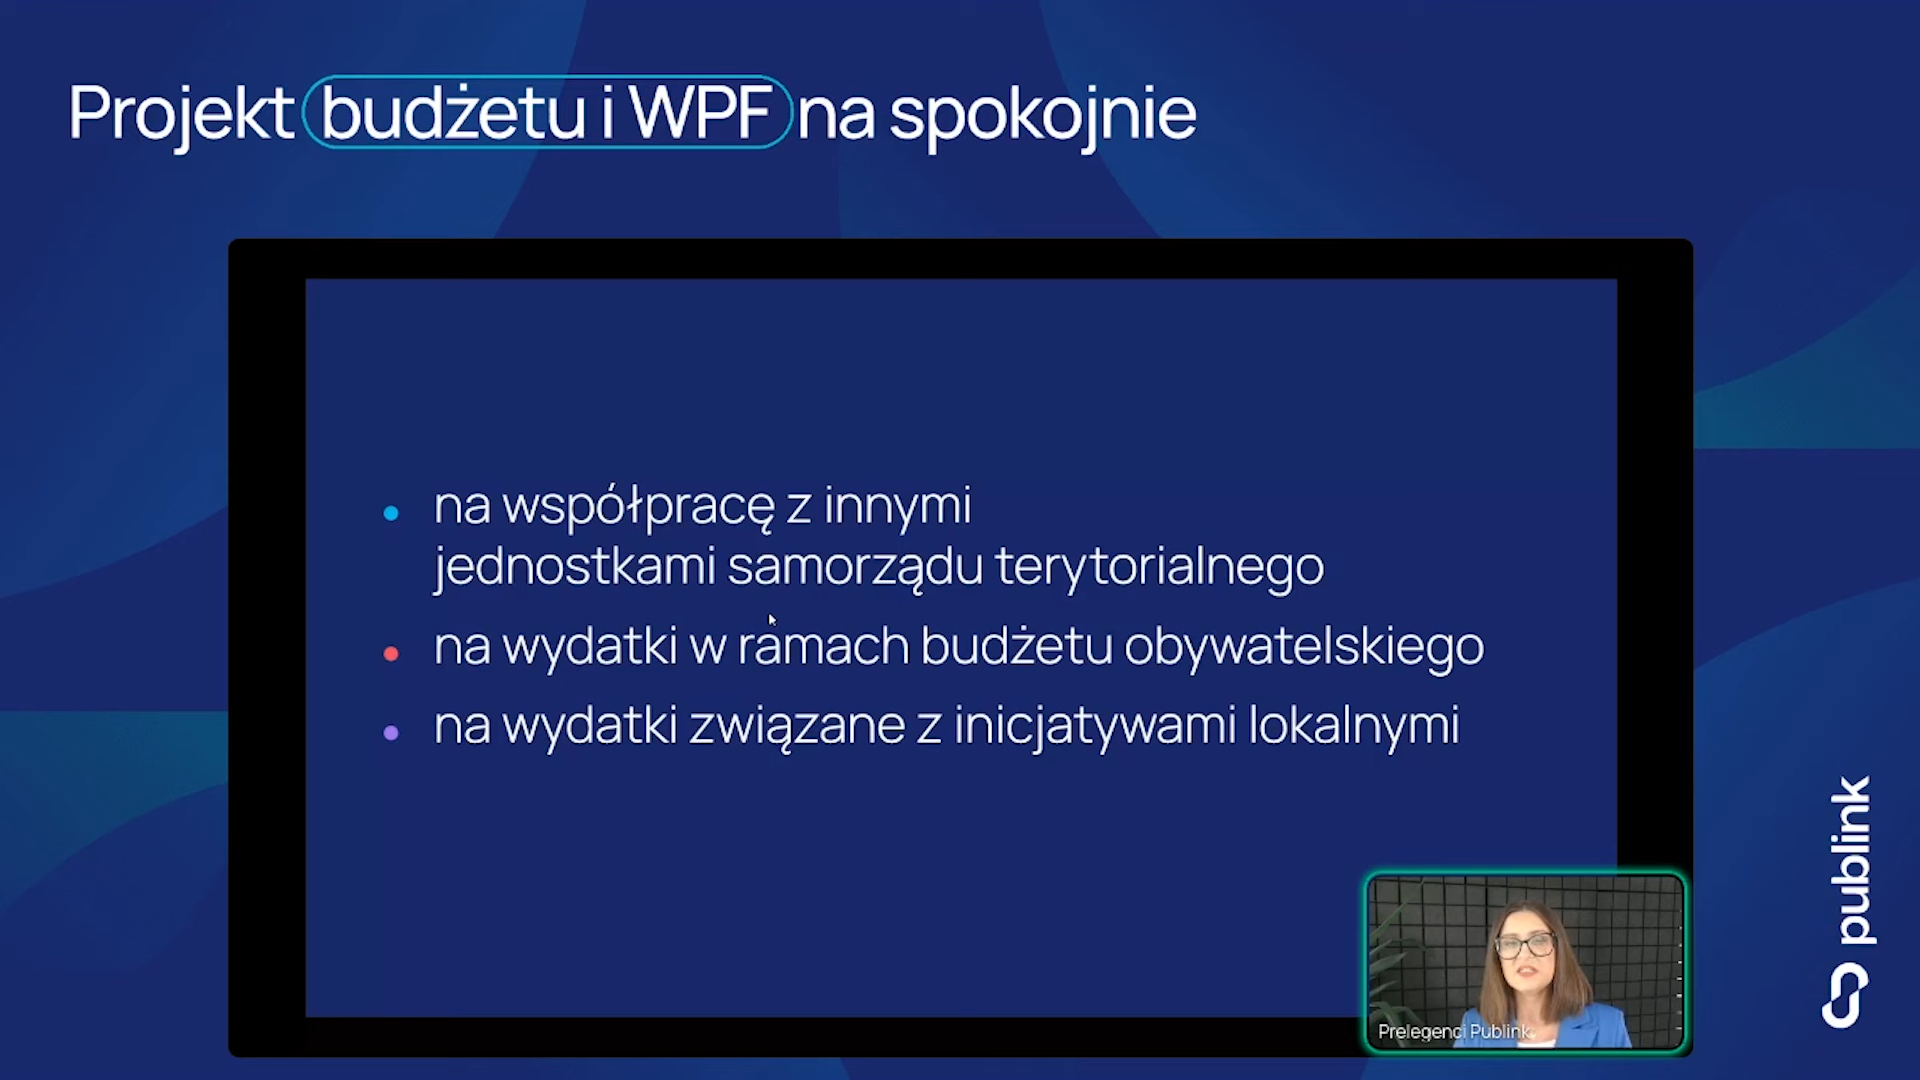 Projekt budżetu i WPF na spokojnie
na współpracę z innymi
jednostkami samorządu terytorialnego
na wydatki w ramach budżetu obywatelskiego
na wydatki związane z inicjatywami lokalnymi
Prelegenci Publink
publink